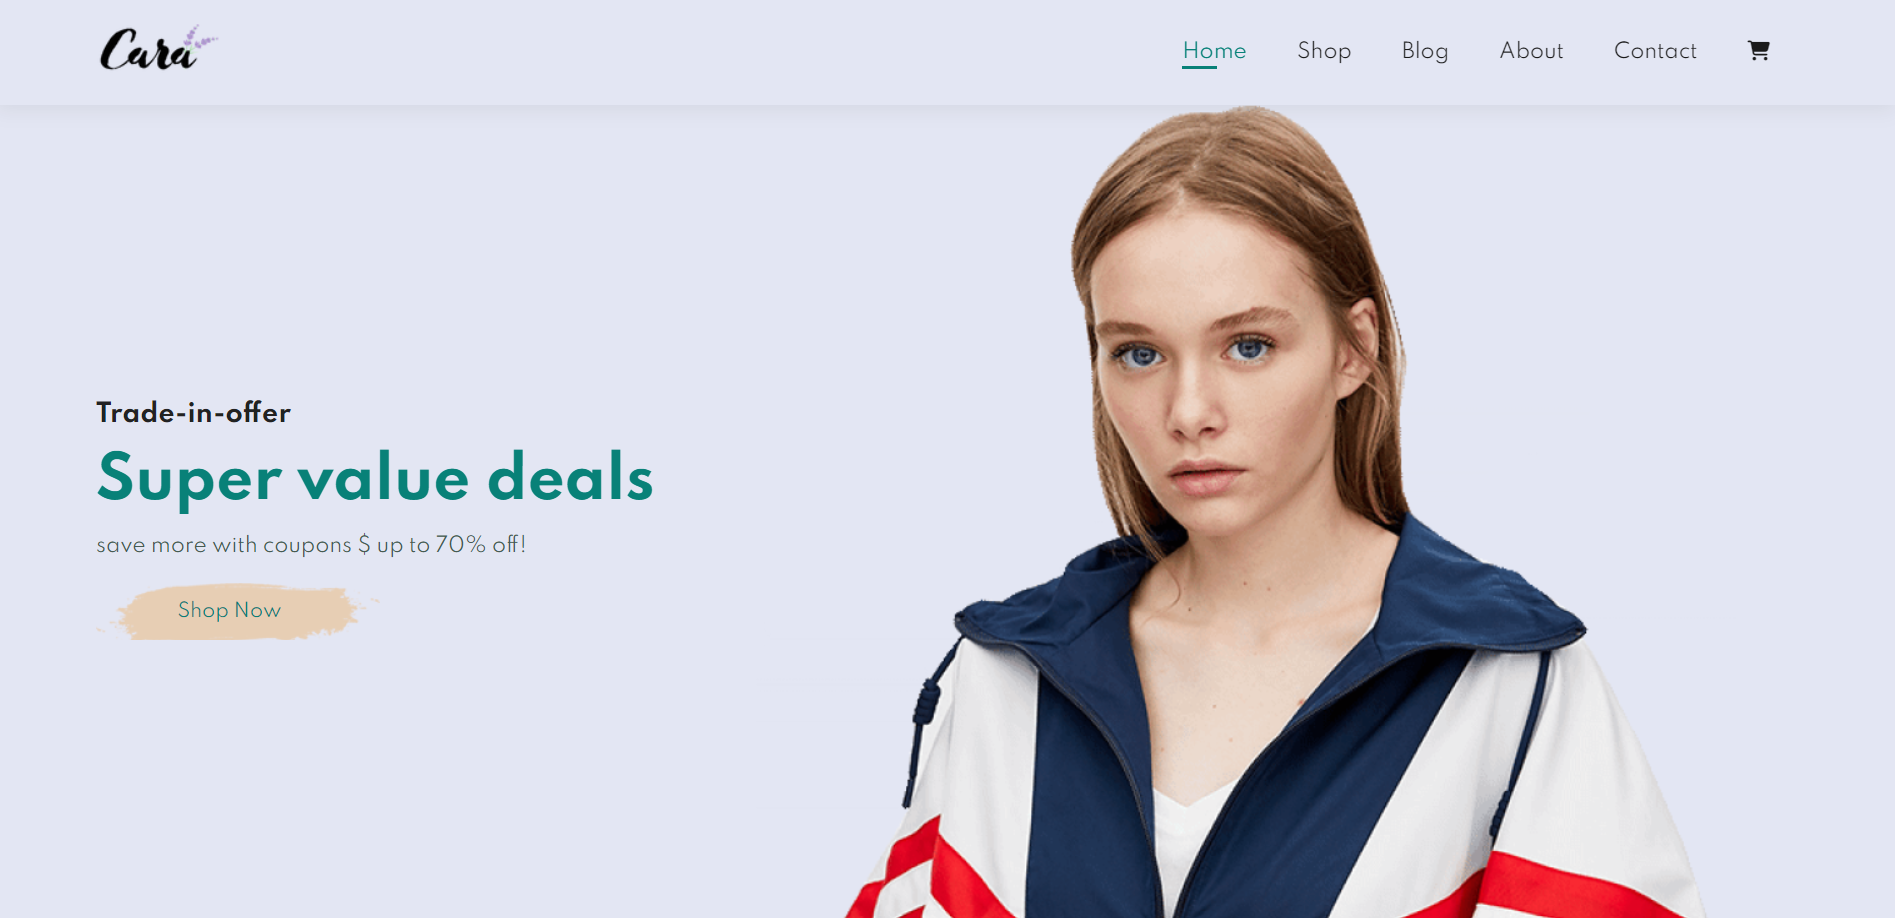 Cara
Home Shop Blog About Contact
Trade-in-offer
Super value deals
save more with coupons $ up to 70% off!
Shop Now